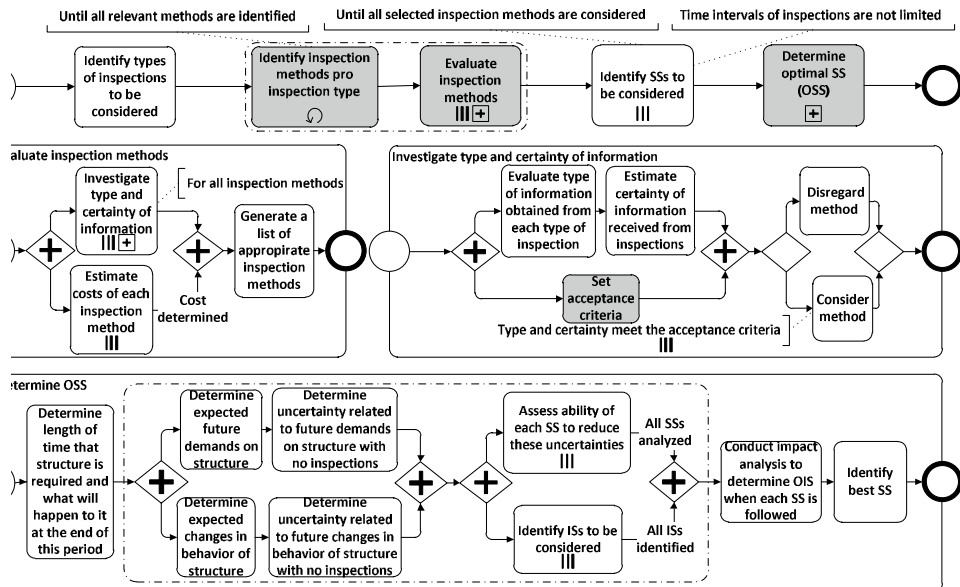 Until all relevant methods are identified
Until all selected inspection methods are considered
Time intervals of inspections are not limited
Identify types
of inspections
to be
considered
Identify inspection
methods pro
inspection type
Evaluate
inspection
methods
Identify SSs to
be considered
Determine
optimal SS
(OSS)
aluate inspection methods
Investigate
type and
certainty of
information
For all inspection methods
Estimate
costs of each
inspection
method
Cost
determined
Generate a
list of
appropirate
inspection
methods
Investigate type and certainty of information
Evaluate type
of information
obtained from
each type of
inspection
Estimate
certainty of
information
received from
inspections
Set
acceptance
criteria
Type and certainty meet the acceptance criteria
Disregard
method
Consider
method
etermine OSS
Determine
length of
time that
structure is
required and
what will
happen to it
at the end of
this period
Determine
expected
future
demands on
structure
Determine
uncertainty related
to future demands
on structure with
no inspections
Determine
expected
changes in
behavior of
structure
Determine
uncertainty related
to future changes in
behavior of structure
with no inspections
Assess ability of
each SS to reduce
these uncertainties
All SSs
analyzed
Identify ISs to be
considered
All ISs
identified
Conduct impact
analysis to
determine OIS
when each SS is
followed
Identify
best SS